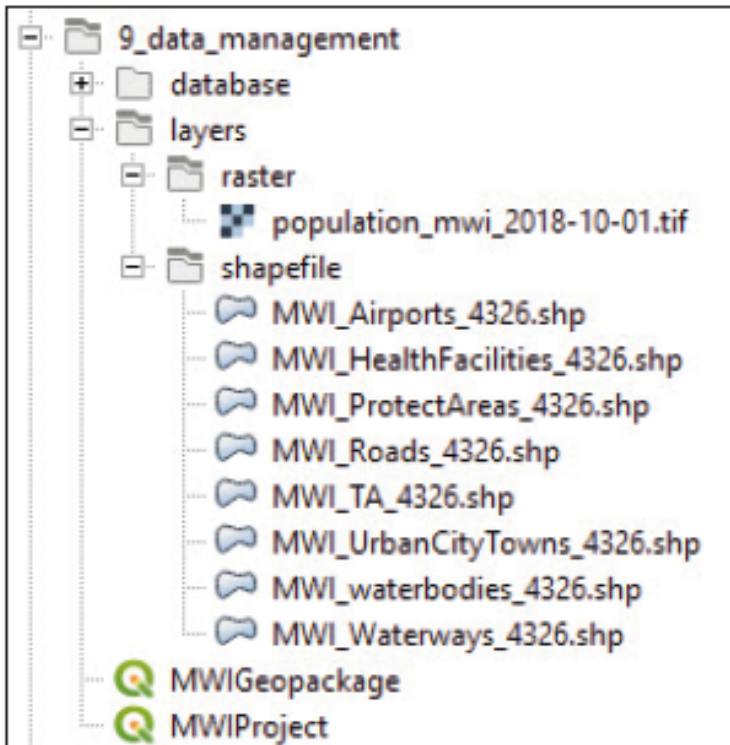 9_data_management
database
layers
raster
population_mwi_2018-10-01.tif
shapefile
MWI_Airports_4326.shp
MWI_HealthFacilities_4326.shp
MWI_ProtectAreas_4326.shp
MWI_Roads_4326.shp
MWI_TA_4326.shp
MWI_UrbanCityTowns_4326.shp
MWI_waterbodies_4326.shp
MWI_Waterways_4326.shp
MWIGeopackage
MWIProject